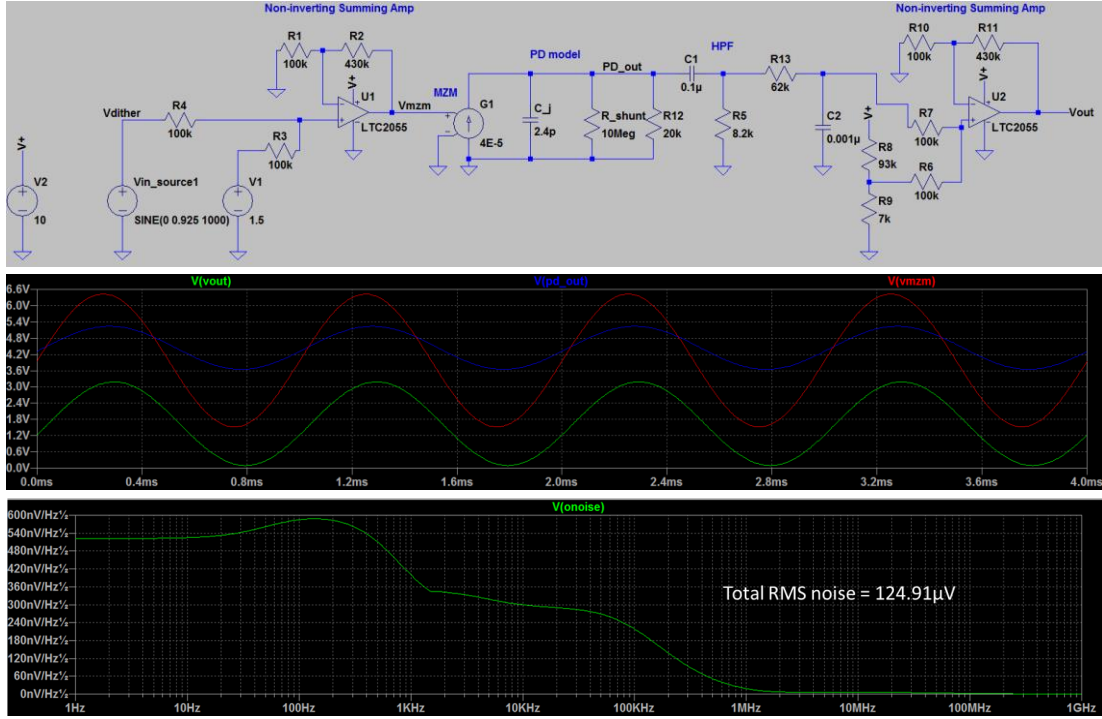 Non-inverting Summing Amp
Non-inverting Summing Amp
R1
100k
R2
430k
V+
U1
LTC2055
Vmzm
MZM
G1
4E-5
PD model
PD_out
C_j
2.4p
R_shunt
10Meg
R12
20k
HPF
C1
0.1µ
R5
8.2k
R13
62k
C2
0.001µ
R10
100k
R11
430k
V+
U2
LTC2055
Vout
R7
100k
V+
R8
93k
R6
100k
R9
7k
Vdither
R4
100k
R3
100k
V+
V2
10
Vin_source1
SINE(0 0.925 1000)
V1
1.5
V(vout)
V(pd_out)
V(vmzm)
6.6V
6.0V
5.4V
4.8V
4.2V
3.6V
3.0V
2.4V
1.8V
1.2V
0.6V
0.0V
0.0ms
0.4ms
0.8ms
1.2ms
1.6ms
2.0ms
2.4ms
2.8ms
3.2ms
3.6ms
4.0ms
V(onoise)
600nV/Hz½
540nV/Hz½
480nV/Hz½
420nV/Hz½
360nV/Hz½
300nV/Hz½
240nV/Hz½
180nV/Hz½
120nV/Hz½
60nV/Hz½
0nV/Hz½
Total RMS noise = 124.91µV
1Hz
10Hz
100Hz
1KHz
10KHz
100KHz
1MHz
10MHz
100MHz
1GHz